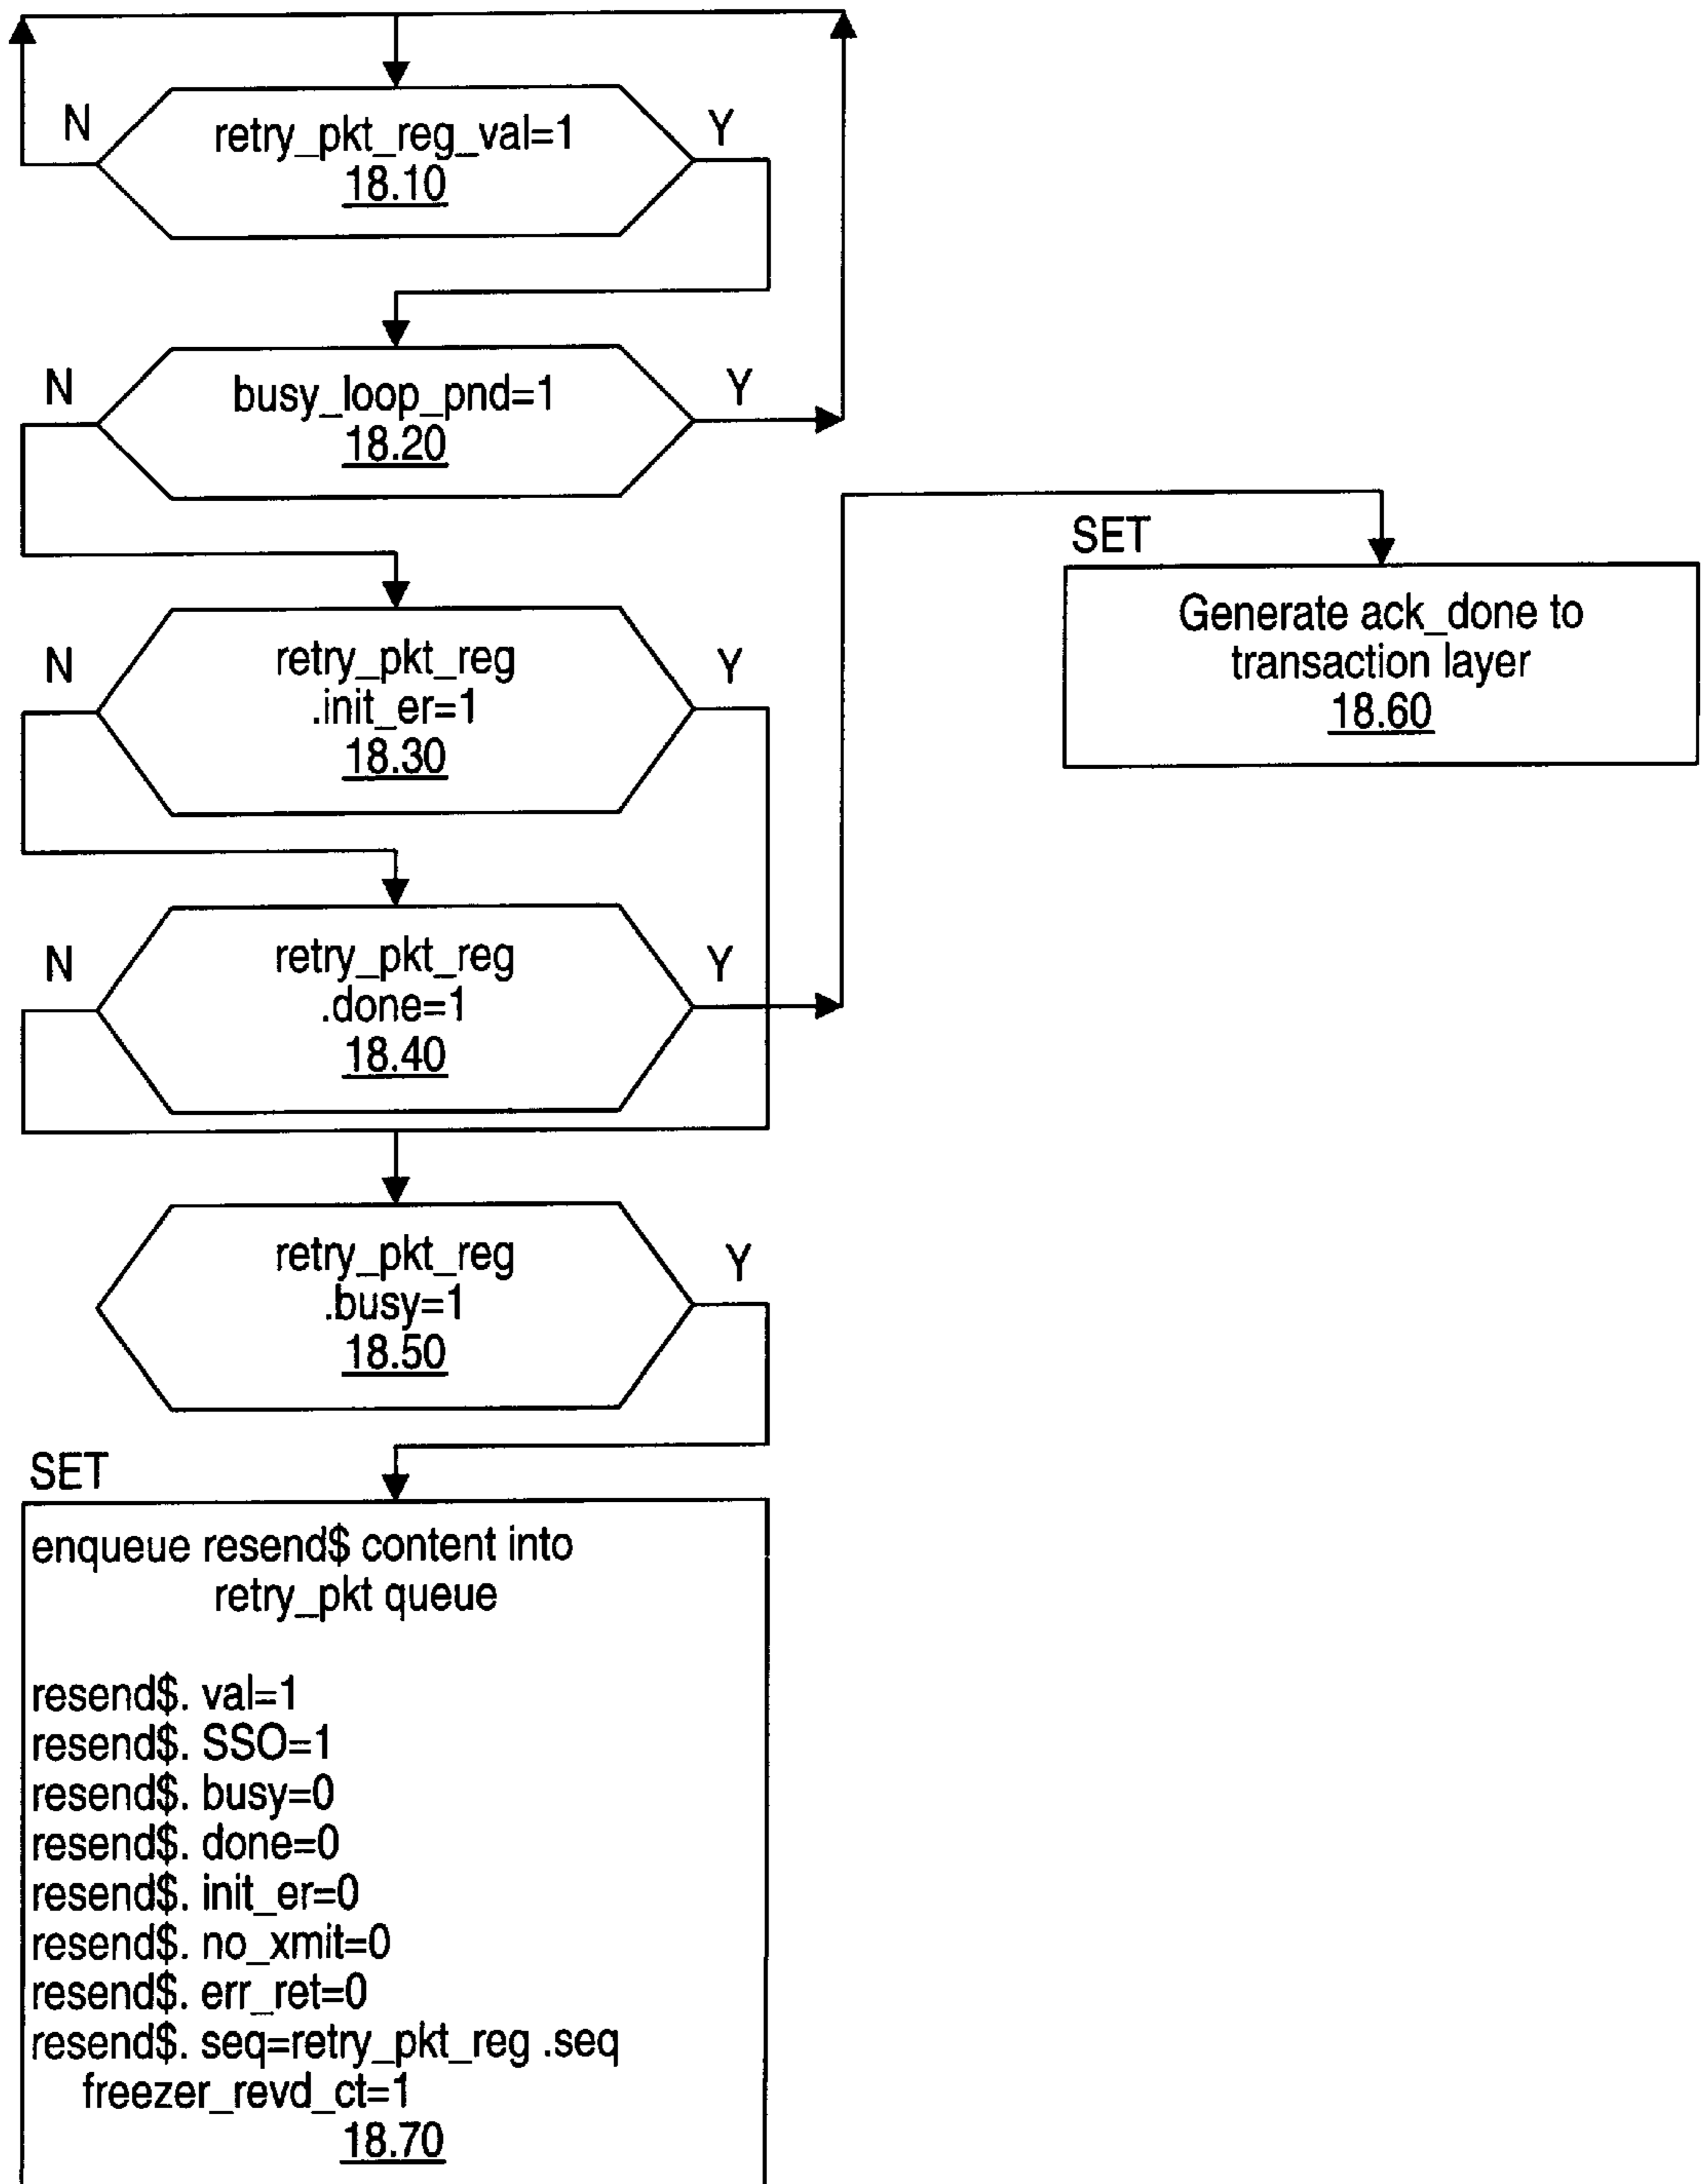 N
retry_pkt_reg_val=1
Y
18.10
N
busy_loop_pnd=1
Y
18.20
SET
Generate ack_done to
transaction layer
18.60
N
retry_pkt_reg
Y
.init_er=1
18.30
N
retry_pkt_reg
Y
.done=1
18.40
retry_pkt_reg
Y
.busy=1
18.50
SET
enqueue resend$ content into
retry_pkt queue
resend$. val=1
resend$. SSO=1
resend$. busy=0
resend$. done=0
resend$. init_er=0
resend$. no_xmit=0
resend$. err_ret=0
resend$. seq=retry_pkt_reg .seq
freezer_revd_ct=1
18.70